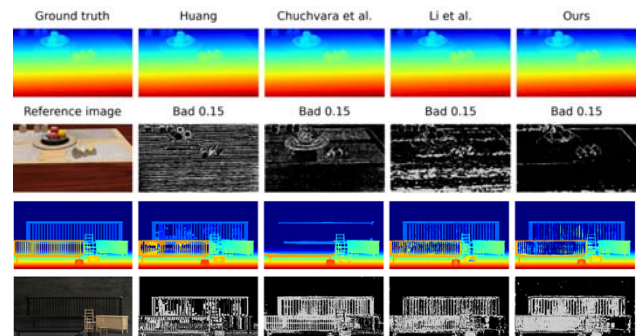 Ground truth Huang Chuchvara et al. Li et al. Ours
Reference image Bad 0.15 Bad 0.15 Bad 0.15 Bad 0.15